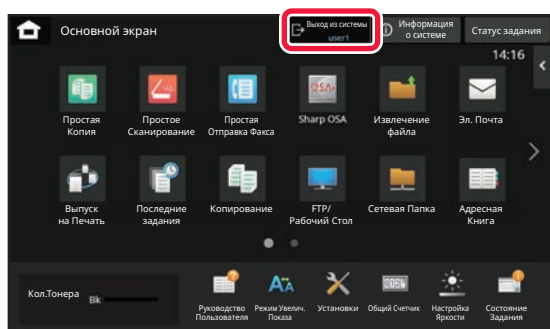 Основной экран
Выход из системы
user1
Информация
о системе
Статус задания
14:16
Простая
Копия
Простое
Сканирование
Простая
Отправка Факса
OSA
Sharp OSA
Извлечение
файла
Эл. Почта
Выпуск
на Печать
Последние
задания
Копирование
FTP/
Рабочий Стол
Сетевая Папка
Адресная
Книга
Кол.Тонера
Bk
Руководство
Пользователя
Режим Увелич.
Показа
Установки
Общий Счетчик
Настройка
Яркости
Состояние
Задания